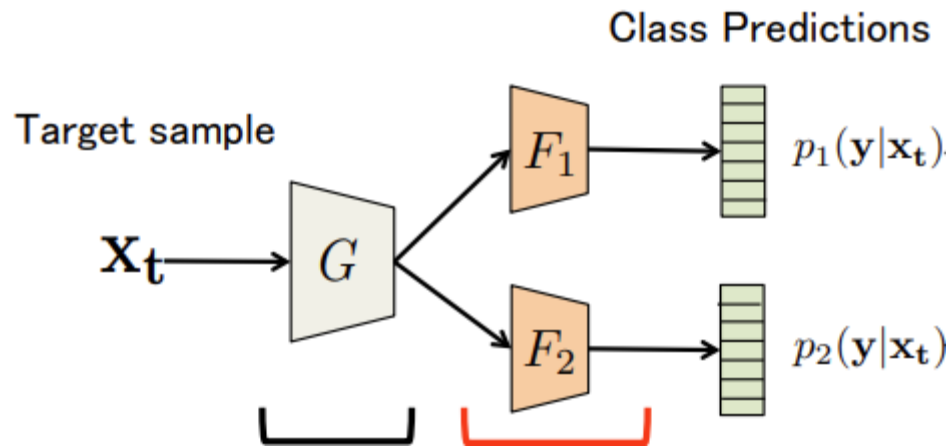 Class Predictions
Target sample
F₁
p₁(y|xₜ)
xₜ
G
F₂
p₂(y|xₜ)